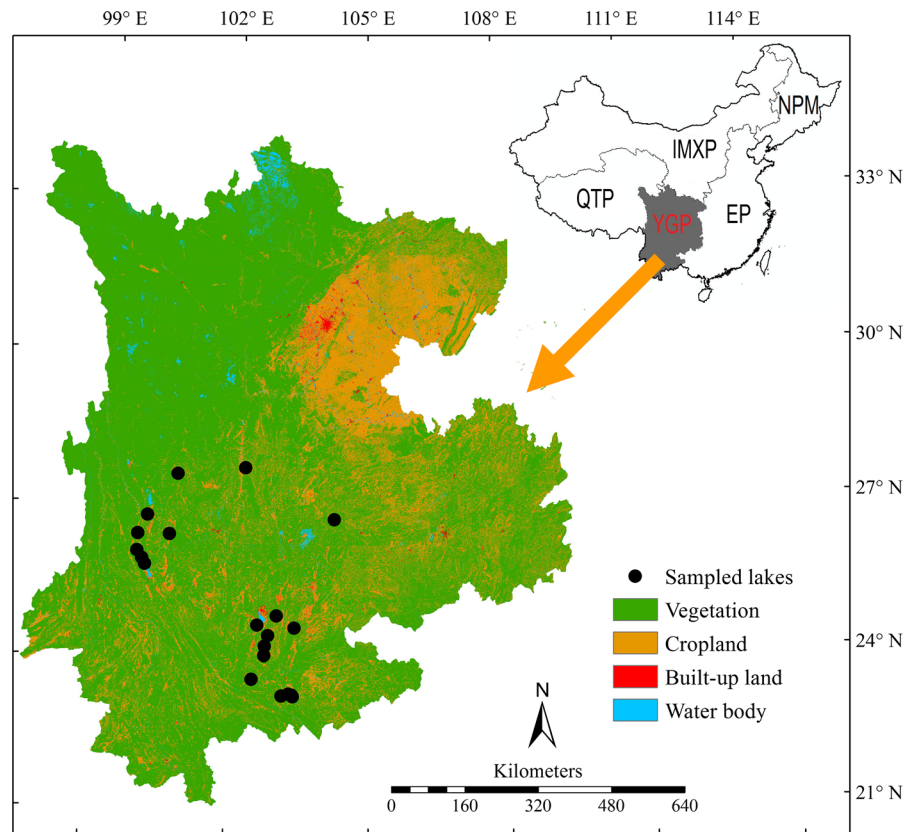 99° E 102° E 105° E 108° E 111° E 114° E
NPM
IMXP
33° N
QTP
EP
YGP
30° N
27° N
Sampled lakes
Vegetation
24° N
Cropland
Built-up land
N
Water body
Kilometers
21° N
0 80 160 320 480 640